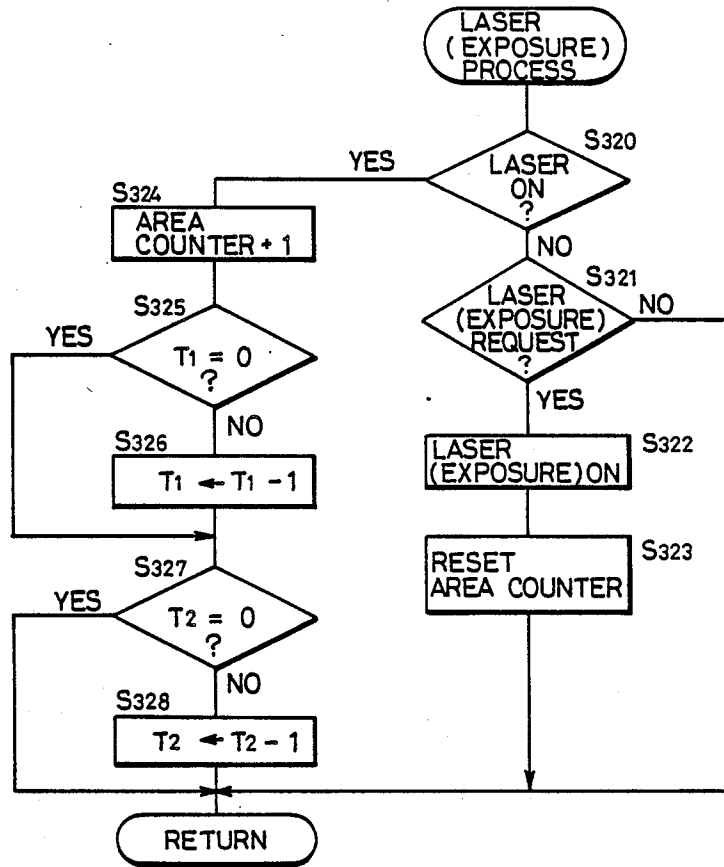 LASER
(EXPOSURE)
PROCESS
S320
LASER
ON
?
YES
NO
S324
AREA
COUNTER + 1
S321
LASER
(EXPOSURE)
REQUEST
?
NO
YES
S325
T1 = 0
?
YES
NO
S322
LASER
(EXPOSURE) ON
S326
T1 ← T1 - 1
S323
RESET
AREA COUNTER
S327
T2 = 0
?
YES
NO
S328
T2 ← T2 - 1
RETURN